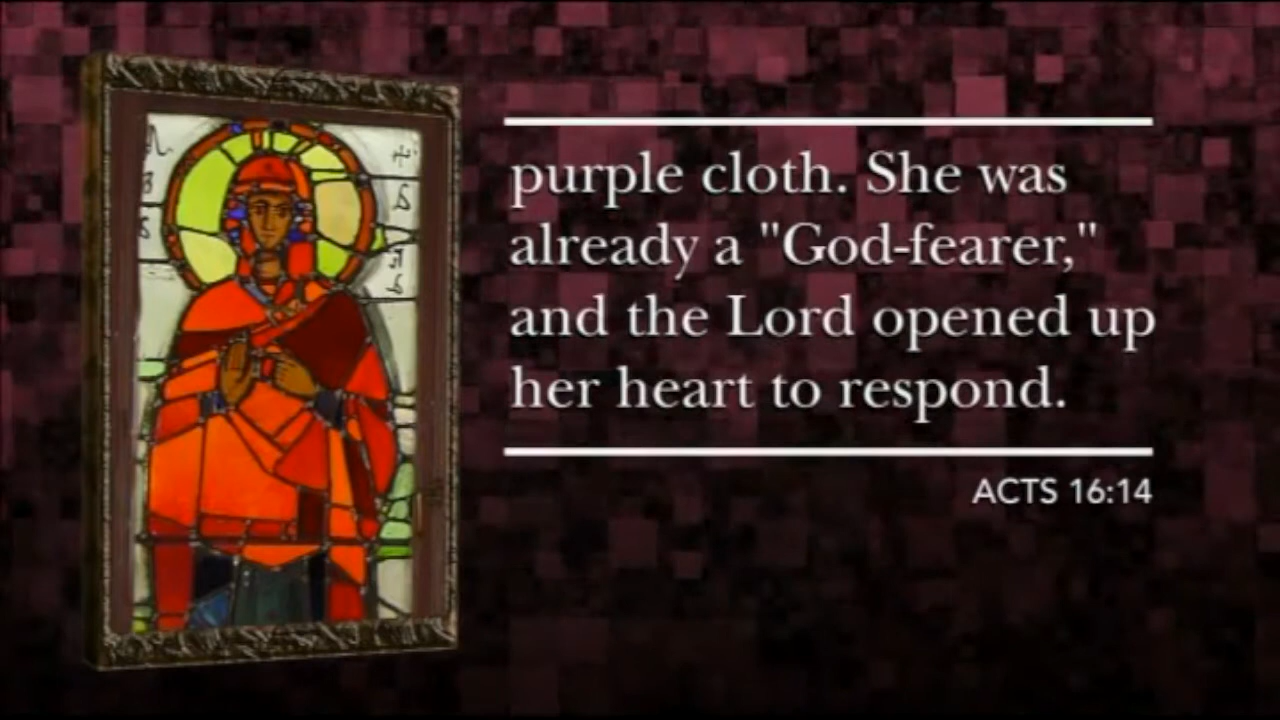 purple cloth. She was
already a "God-fearer,"
and the Lord opened up
her heart to respond.
ACTS 16:14